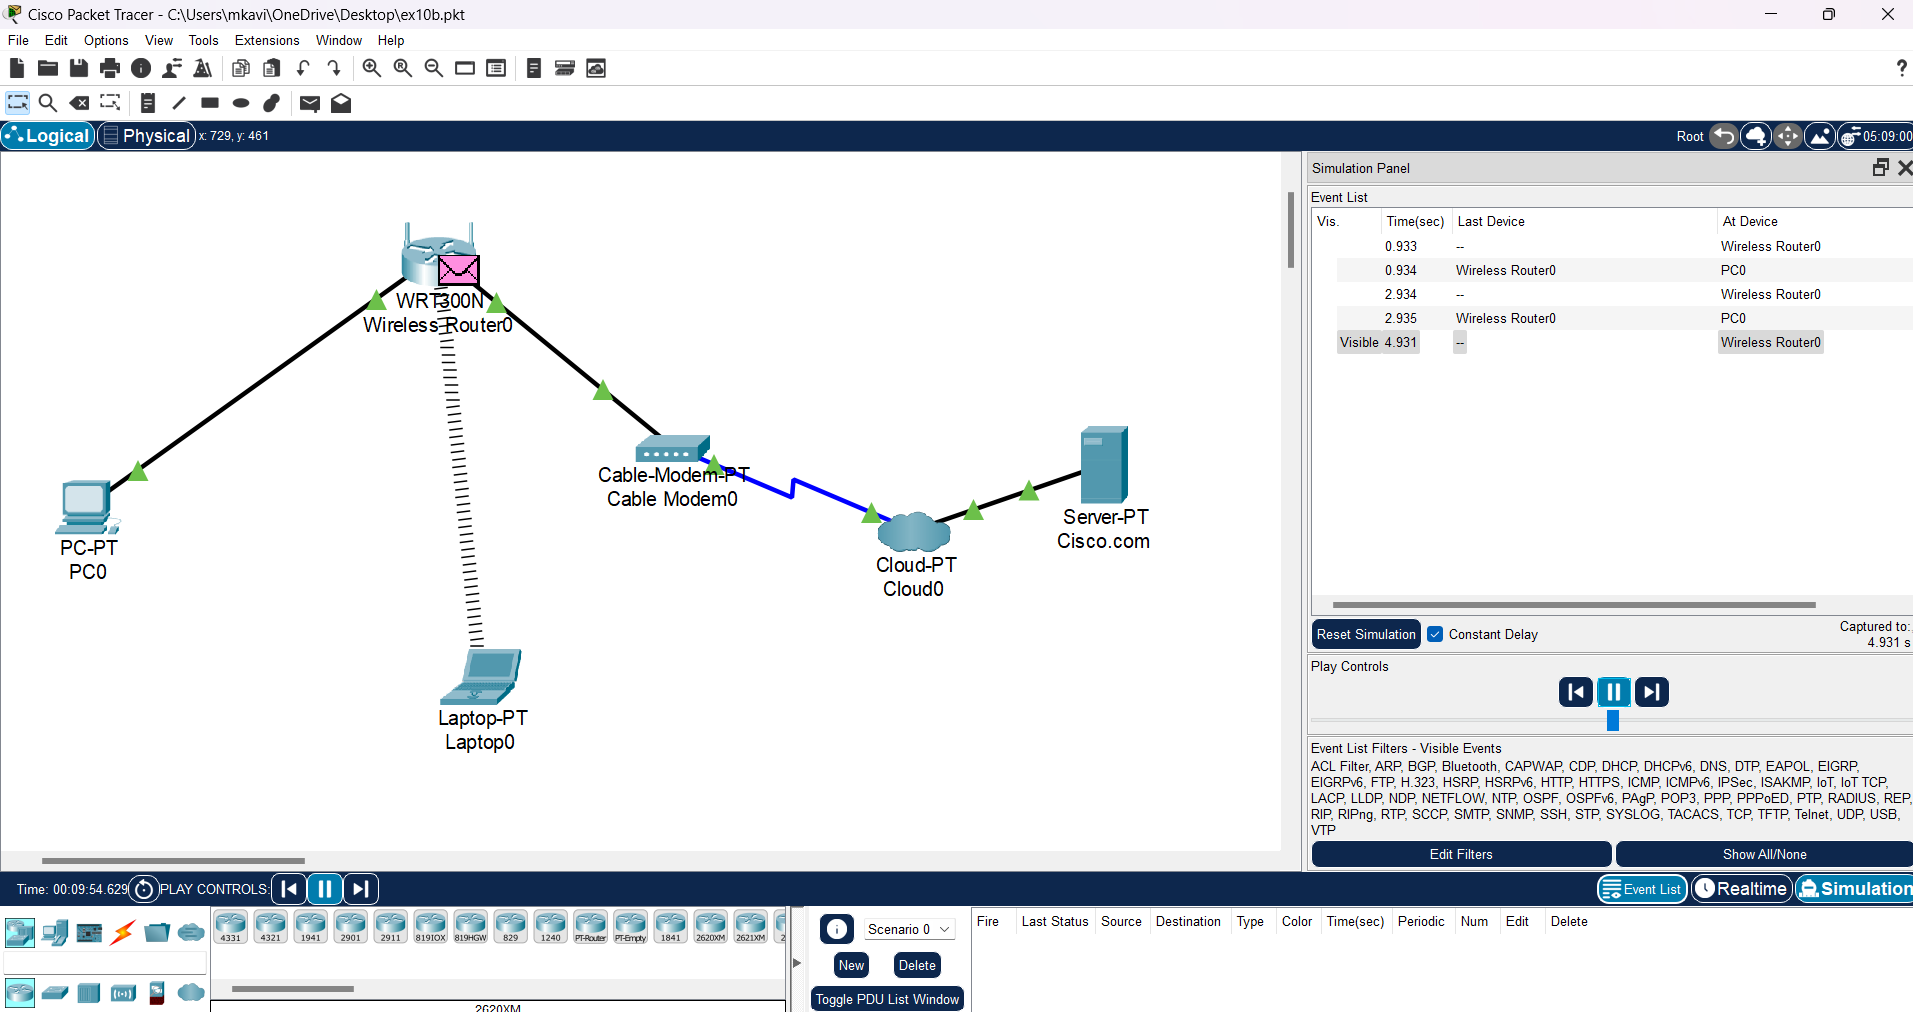 Cisco Packet Tracer - C:\Users\mkavi\OneDrive\Desktop\ex10b.pkt
File Edit Options View Tools Extensions Window Help
?
Logical Physical x: 729, y: 461 Root 05:09:00
WRT300N
Wireless Router0
PC-PT
PC0
Cable-Modem-PT
Cable Modem0
Server-PT
Cisco.com
Cloud-PT
Cloud0
Laptop-PT
Laptop0
Simulation Panel
Event List
Vis. Time(sec) Last Device At Device
0.933 -- Wireless Router0
0.934 Wireless Router0 PC0
2.934 -- Wireless Router0
2.935 Wireless Router0 PC0
Visible 4.931 -- Wireless Router0
Reset Simulation Constant Delay Captured to:
4.931 s
Play Controls
Event List Filters - Visible Events
ACL Filter, ARP, BGP, Bluetooth, CAPWAP, CDP, DHCP, DHCPv6, DNS, DTP, EAPOL, EIGRP,
EIGRPv6, FTP, H.323, HSRP, HSRPv6, HTTP, HTTPS, ICMP, ICMPv6, IPSec, ISAKMP, IoT, IoT TCP,
LACP, LLDP, NDP, NETFLOW, NTP, OSPF, OSPFv6, PAgP, POP3, PPP, PPPoED, PTP, RADIUS, REP,
RIP, RIPng, RTP, SCCP, SMTP, SNMP, SSH, STP, SYSLOG, TACACS, TCP, TFTP, Telnet, UDP, USB,
VTP
Edit Filters Show All/None
Time: 00:09:54.629 PLAY CONTROLS: Event List Realtime Simulation
4331 4321 1941 2901 2911 819IOX 819HGW 829 1240 PT-Router PT-Empty 1841 2620XM 2621XM 2
2620XM
Scenario 0
New Delete
Toggle PDU List Window
Fire Last Status Source Destination Type Color Time(sec) Periodic Num Edit Delete